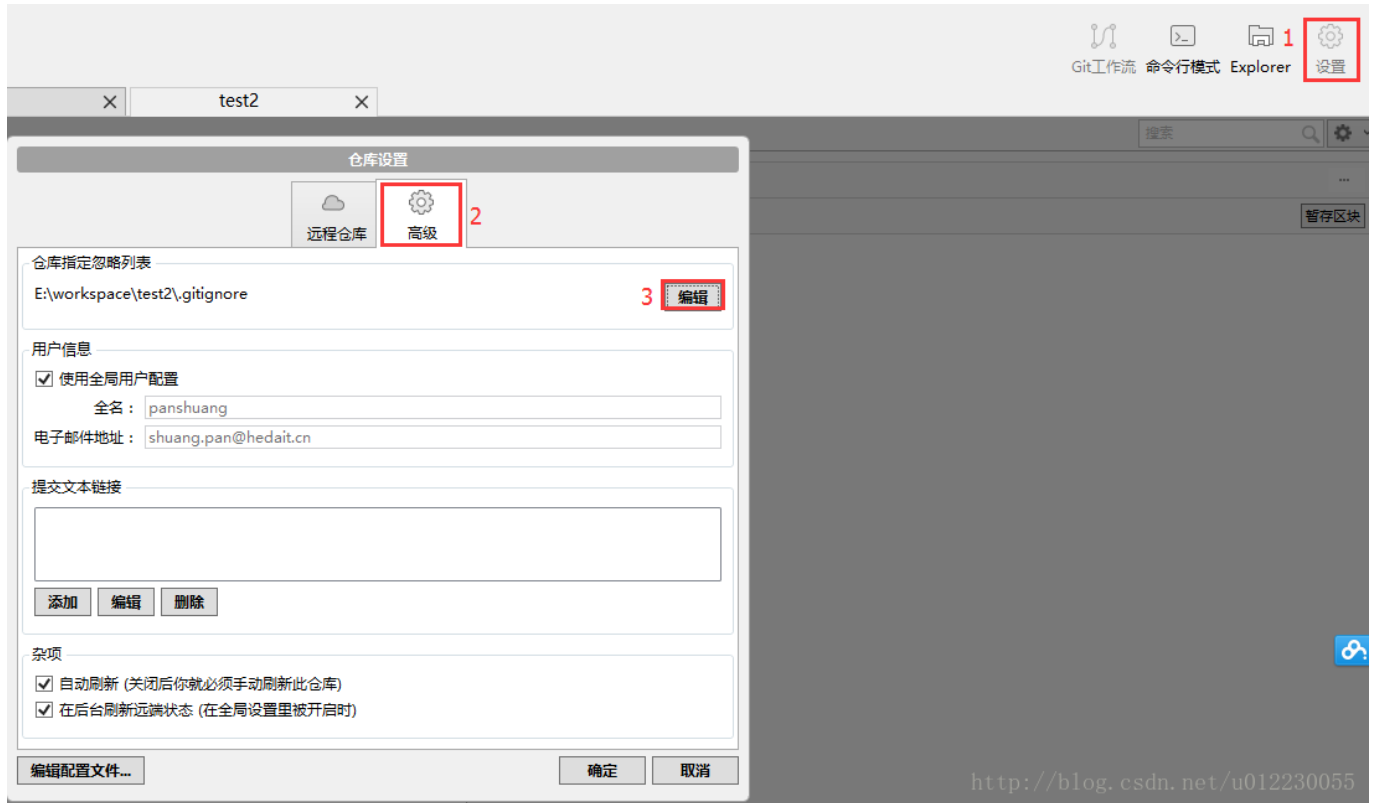 1
Git工作流 命令行模式 Explorer 设置
test2
搜索
仓库设置
...
远程仓库 高级 2
暂存区块
仓库指定忽略列表
E:\workspace\test2\.gitignore
3 编辑
用户信息
使用全局用户配置
全名： panshuang
电子邮件地址： shuang.pan@hedait.cn
提交文本链接
添加 编辑 删除
杂项
自动刷新 (关闭后你就必须手动刷新此仓库)
在后台刷新远端状态 (在全局设置里被开启时)
编辑配置文件... 确定 取消
http://blog.csdn.net/u012230055